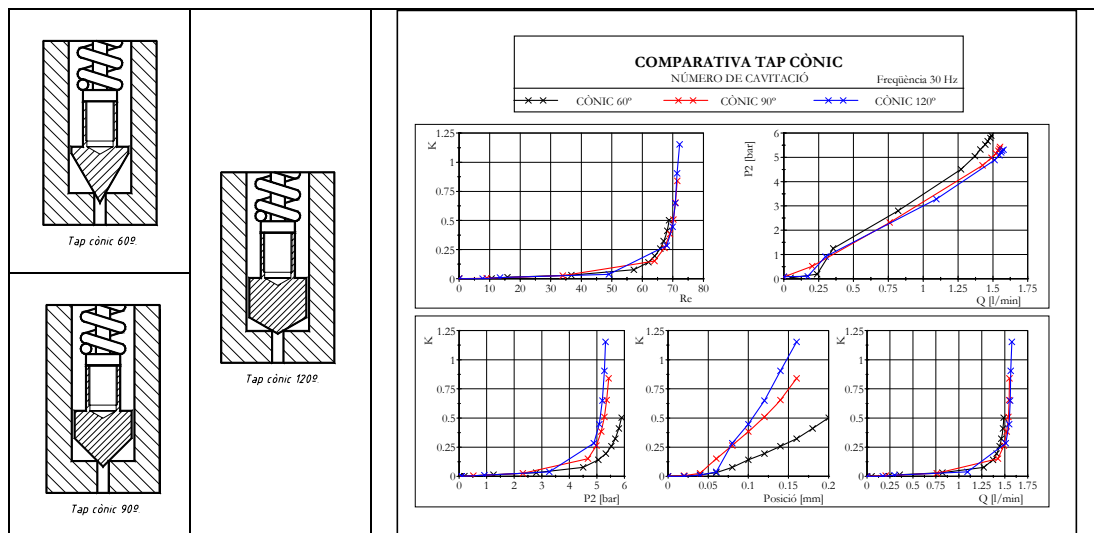 Tap cònic 60º
Tap cònic 90º
Tap cònic 120º
COMPARATIVA TAP CÒNIC
NÚMERO DE CAVITACIÓ
Freqüència 30 Hz
CÒNIC 60º CÒNIC 90º CÒNIC 120º
K
1.25
1
0.75
0.5
0.25
0
0 10 20 30 40 50 60 70 80
Re
P2 [bar]
6
5
4
3
2
1
0
0 0.25 0.5 0.75 1 1.25 1.5 1.75
Q [l/min]
K
1.25
1
0.75
0.5
0.25
0
0 1 2 3 4 5 6
P2 [bar]
K
1.25
1
0.75
0.5
0.25
0
0 0.05 0.1 0.15 0.2
Posició [mm]
K
1.25
1
0.75
0.5
0.25
0
0 0.25 0.5 0.75 1 1.25 1.5 1.75
Q [l/min]